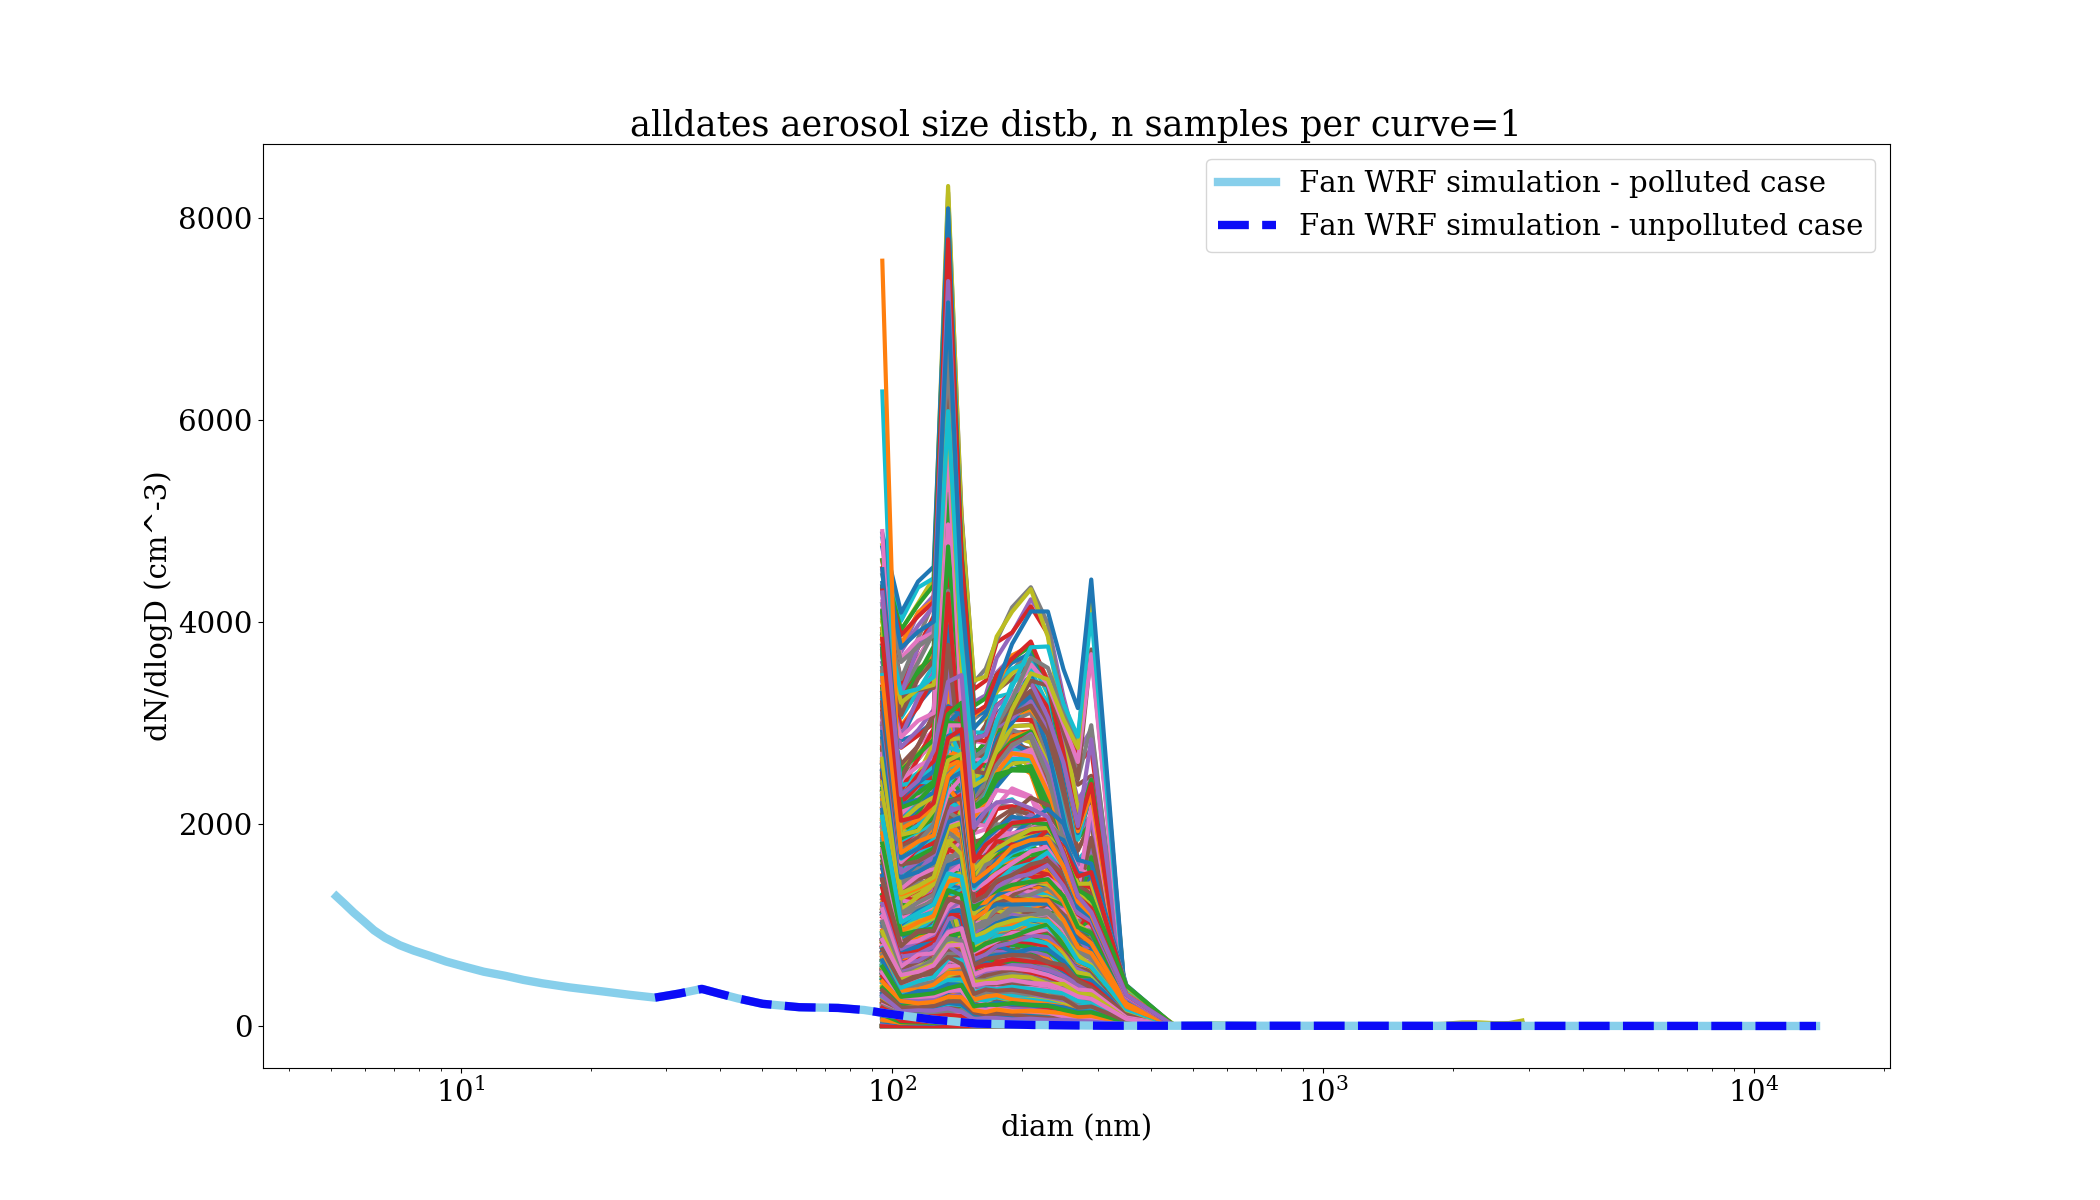 alldates aerosol size distb, n samples per curve=1
Fan WRF simulation - polluted case
Fan WRF simulation - unpolluted case
8000
6000
4000
2000
0
dN/dlogD (cm^-3)
10¹ 10² 10³ 10⁴
diam (nm)